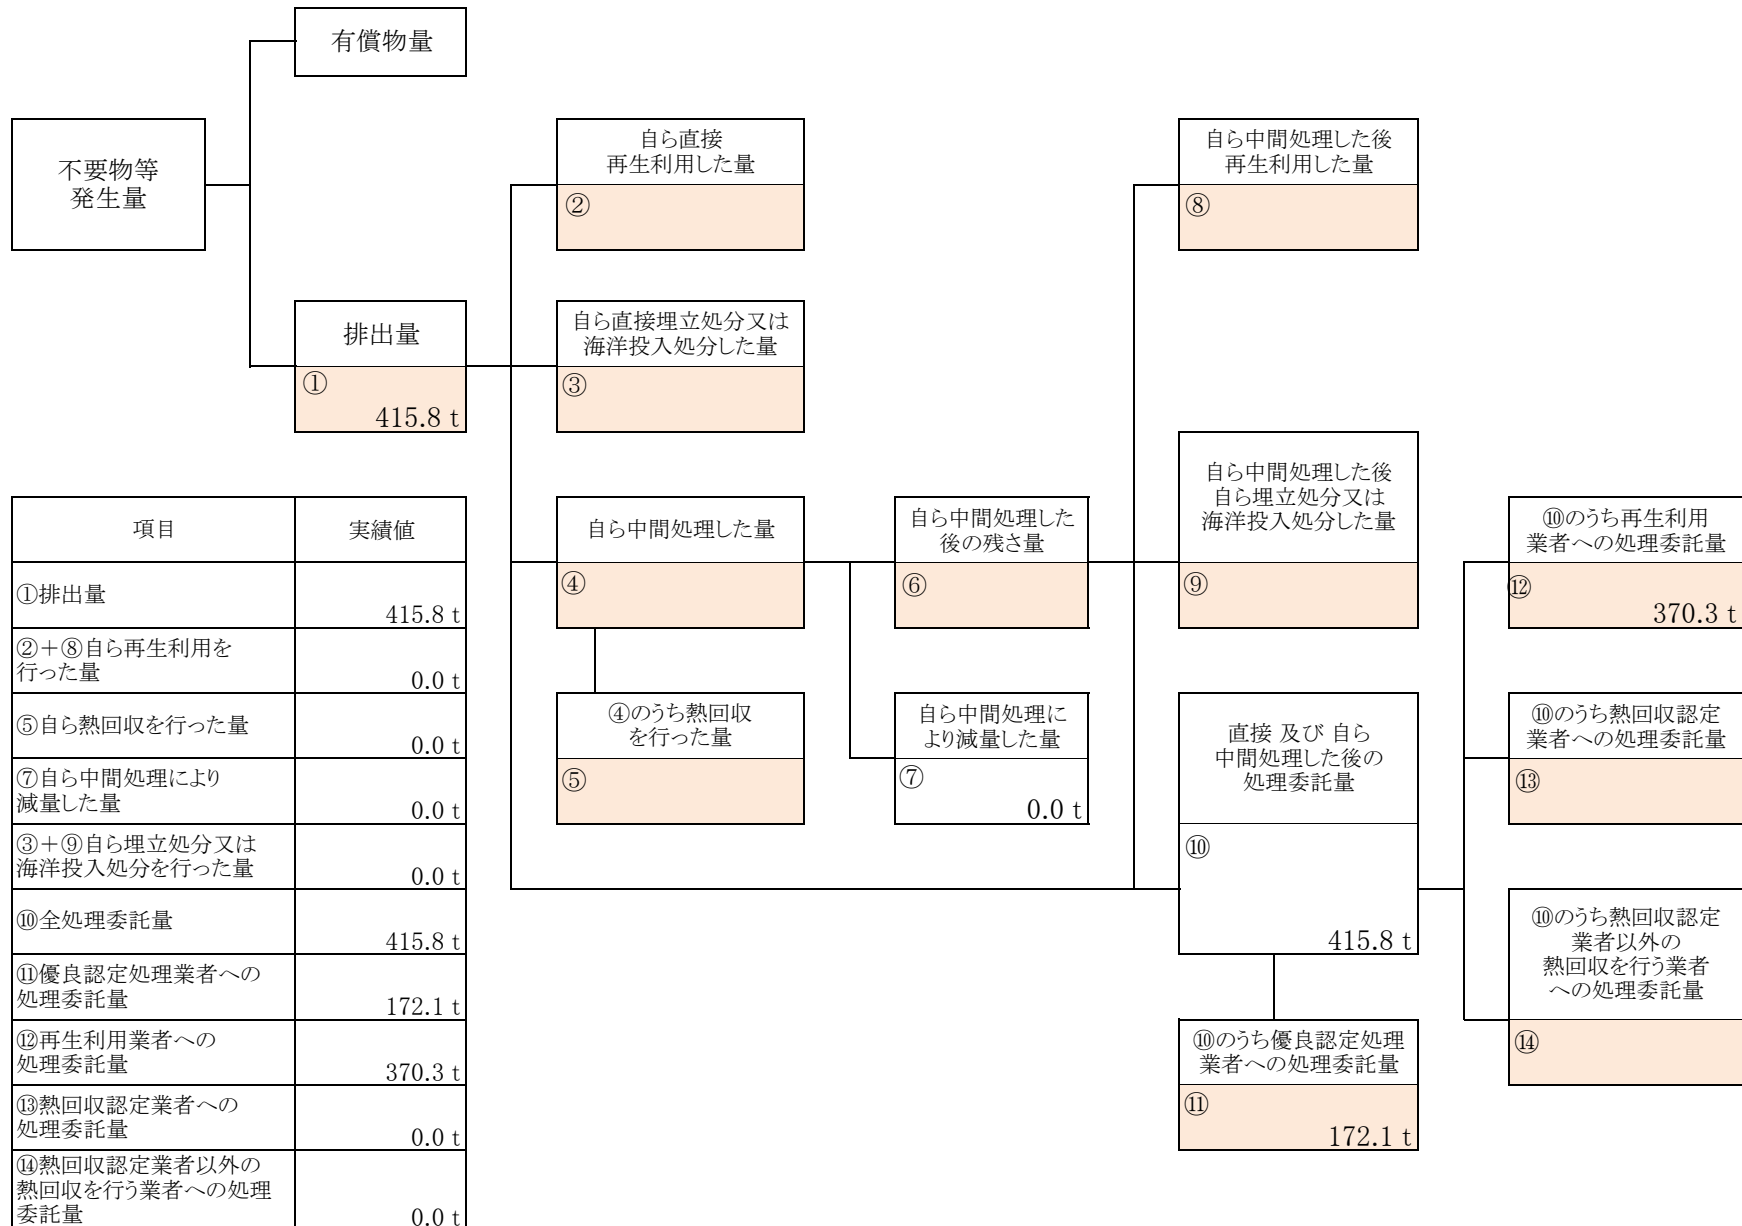 有償物量
不要物等
発生量
自ら直接
再生利用した量
②
自ら中間処理した後
再生利用した量
⑧
排出量
①
415.8 t
自ら直接埋立処分又は
海洋投入処分した量
③
自ら中間処理した量
④
自ら中間処理した
後の残さ量
⑥
自ら中間処理した後
自ら埋立処分又は
海洋投入処分した量
⑨
⑩のうち再生利用
業者への処理委託量
⑫
370.3 t
④のうち熱回収
を行った量
⑤
自ら中間処理に
より減量した量
⑦
0.0 t
直接 及び 自ら
中間処理した後の
処理委託量
⑩
415.8 t
⑩のうち熱回収認定
業者への処理委託量
⑬
⑩のうち熱回収認定
業者以外の
熱回収を行う業者
への処理委託量
⑭
⑩のうち優良認定処理
業者への処理委託量
⑪
172.1 t
項目 実績値
①排出量
415.8 t
②＋⑧自ら再生利用を
行った量
0.0 t
⑤自ら熱回収を行った量
0.0 t
⑦自ら中間処理により
減量した量
0.0 t
③＋⑨自ら埋立処分又は
海洋投入処分を行った量
0.0 t
⑩全処理委託量
415.8 t
⑪優良認定処理業者への
処理委託量
172.1 t
⑫再生利用業者への
処理委託量
370.3 t
⑬熱回収認定業者への
処理委託量
0.0 t
⑭熱回収認定業者以外の
熱回収を行う業者への処理
委託量
0.0 t